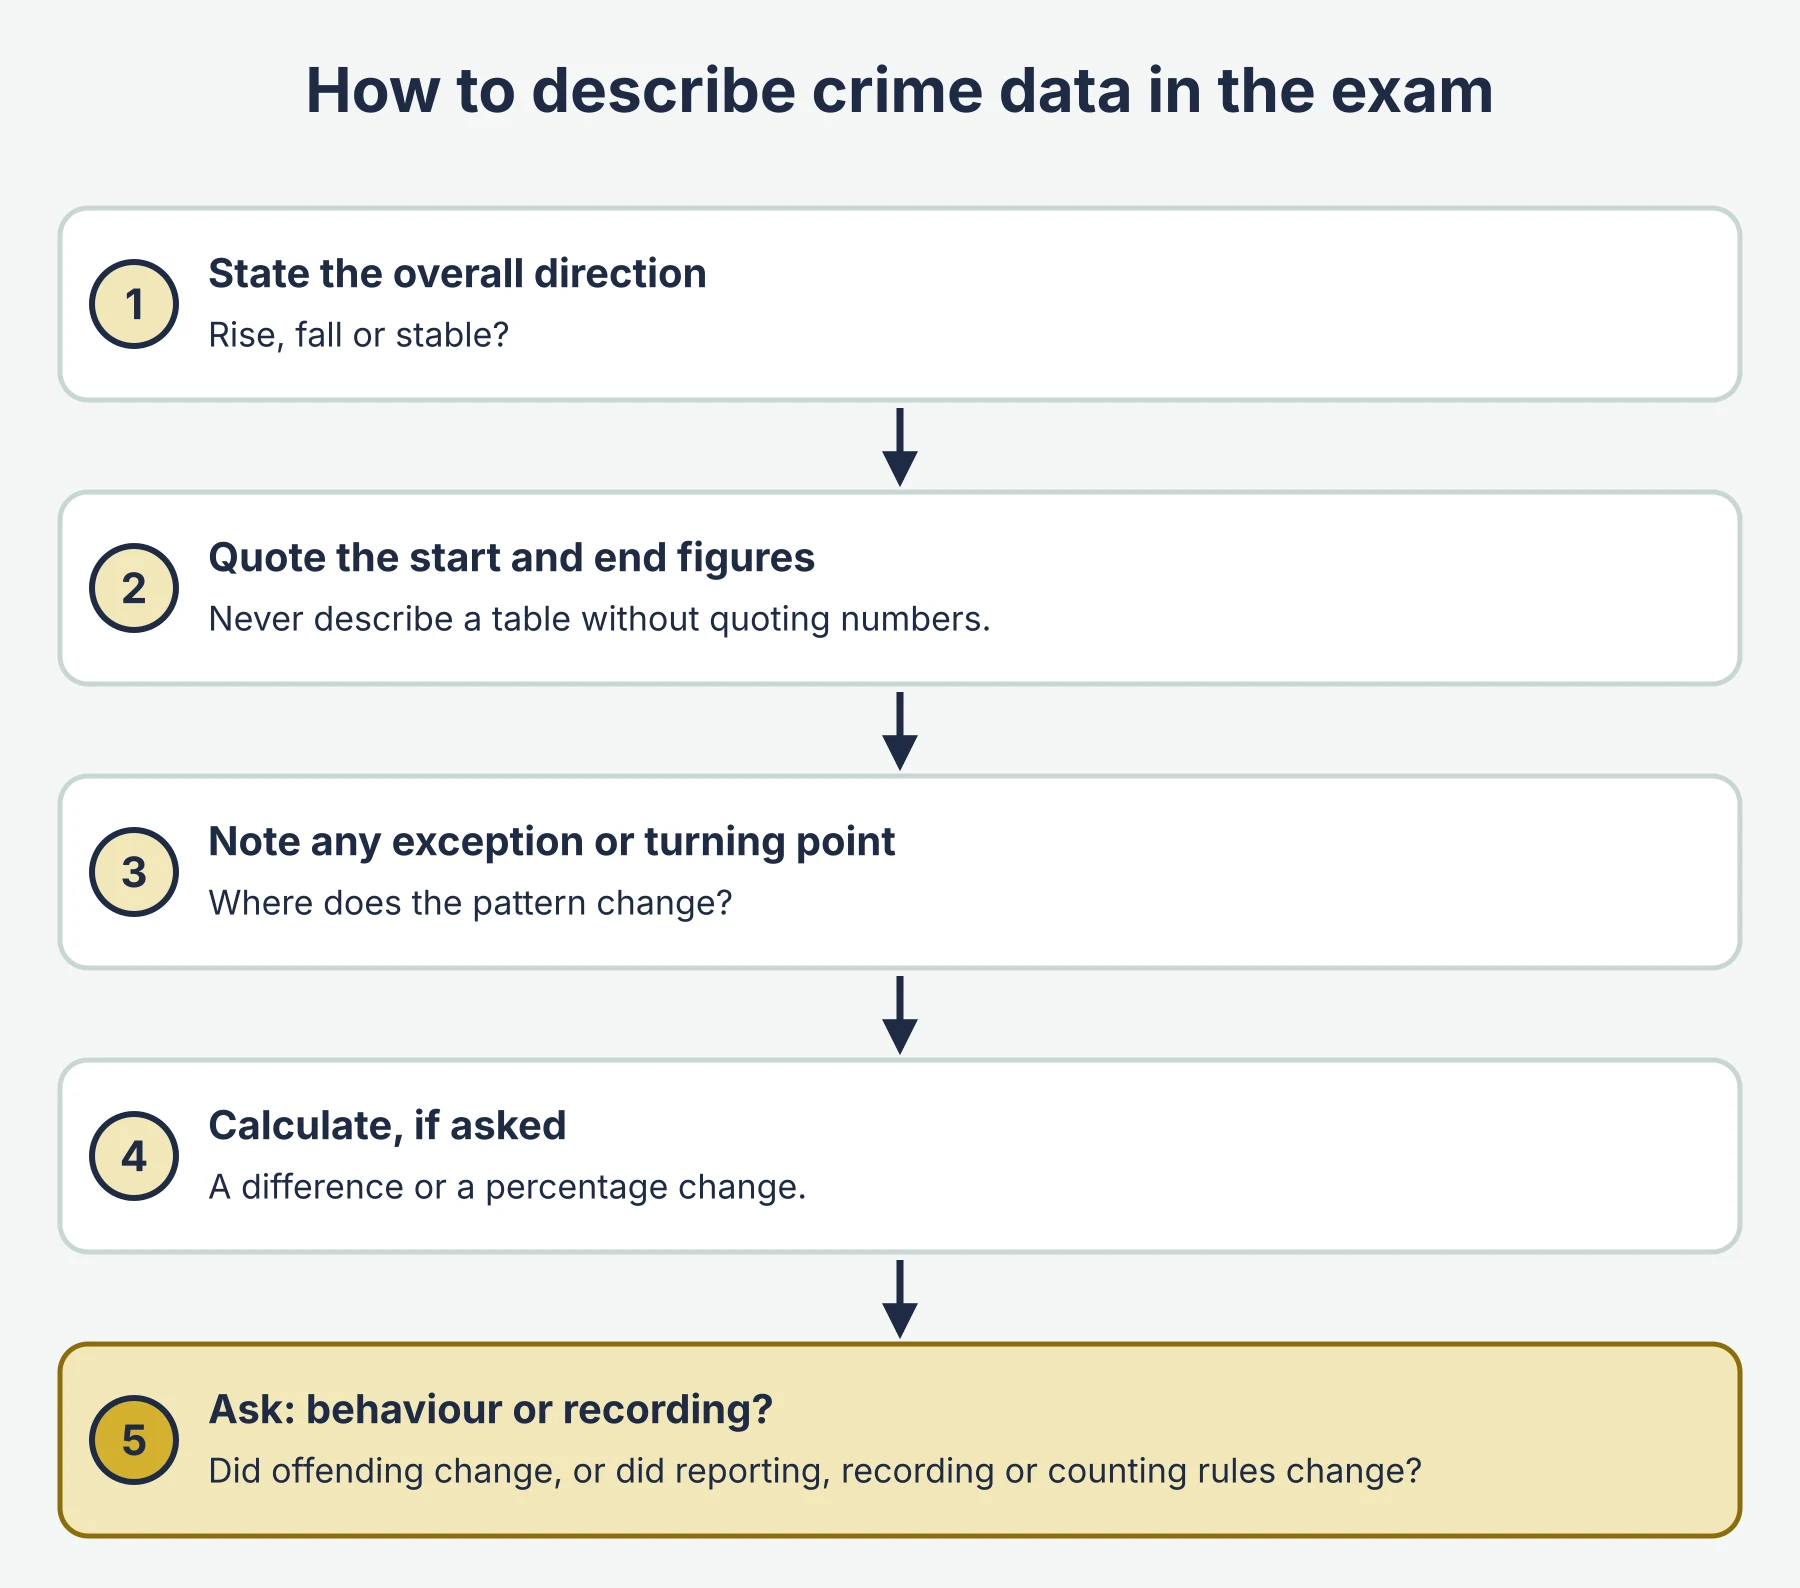 How to describe crime data in the exam
1
State the overall direction
Rise, fall or stable?
2
Quote the start and end figures
Never describe a table without quoting numbers.
3
Note any exception or turning point
Where does the pattern change?
4
Calculate, if asked
A difference or a percentage change.
5
Ask: behaviour or recording?
Did offending change, or did reporting, recording or counting rules change?